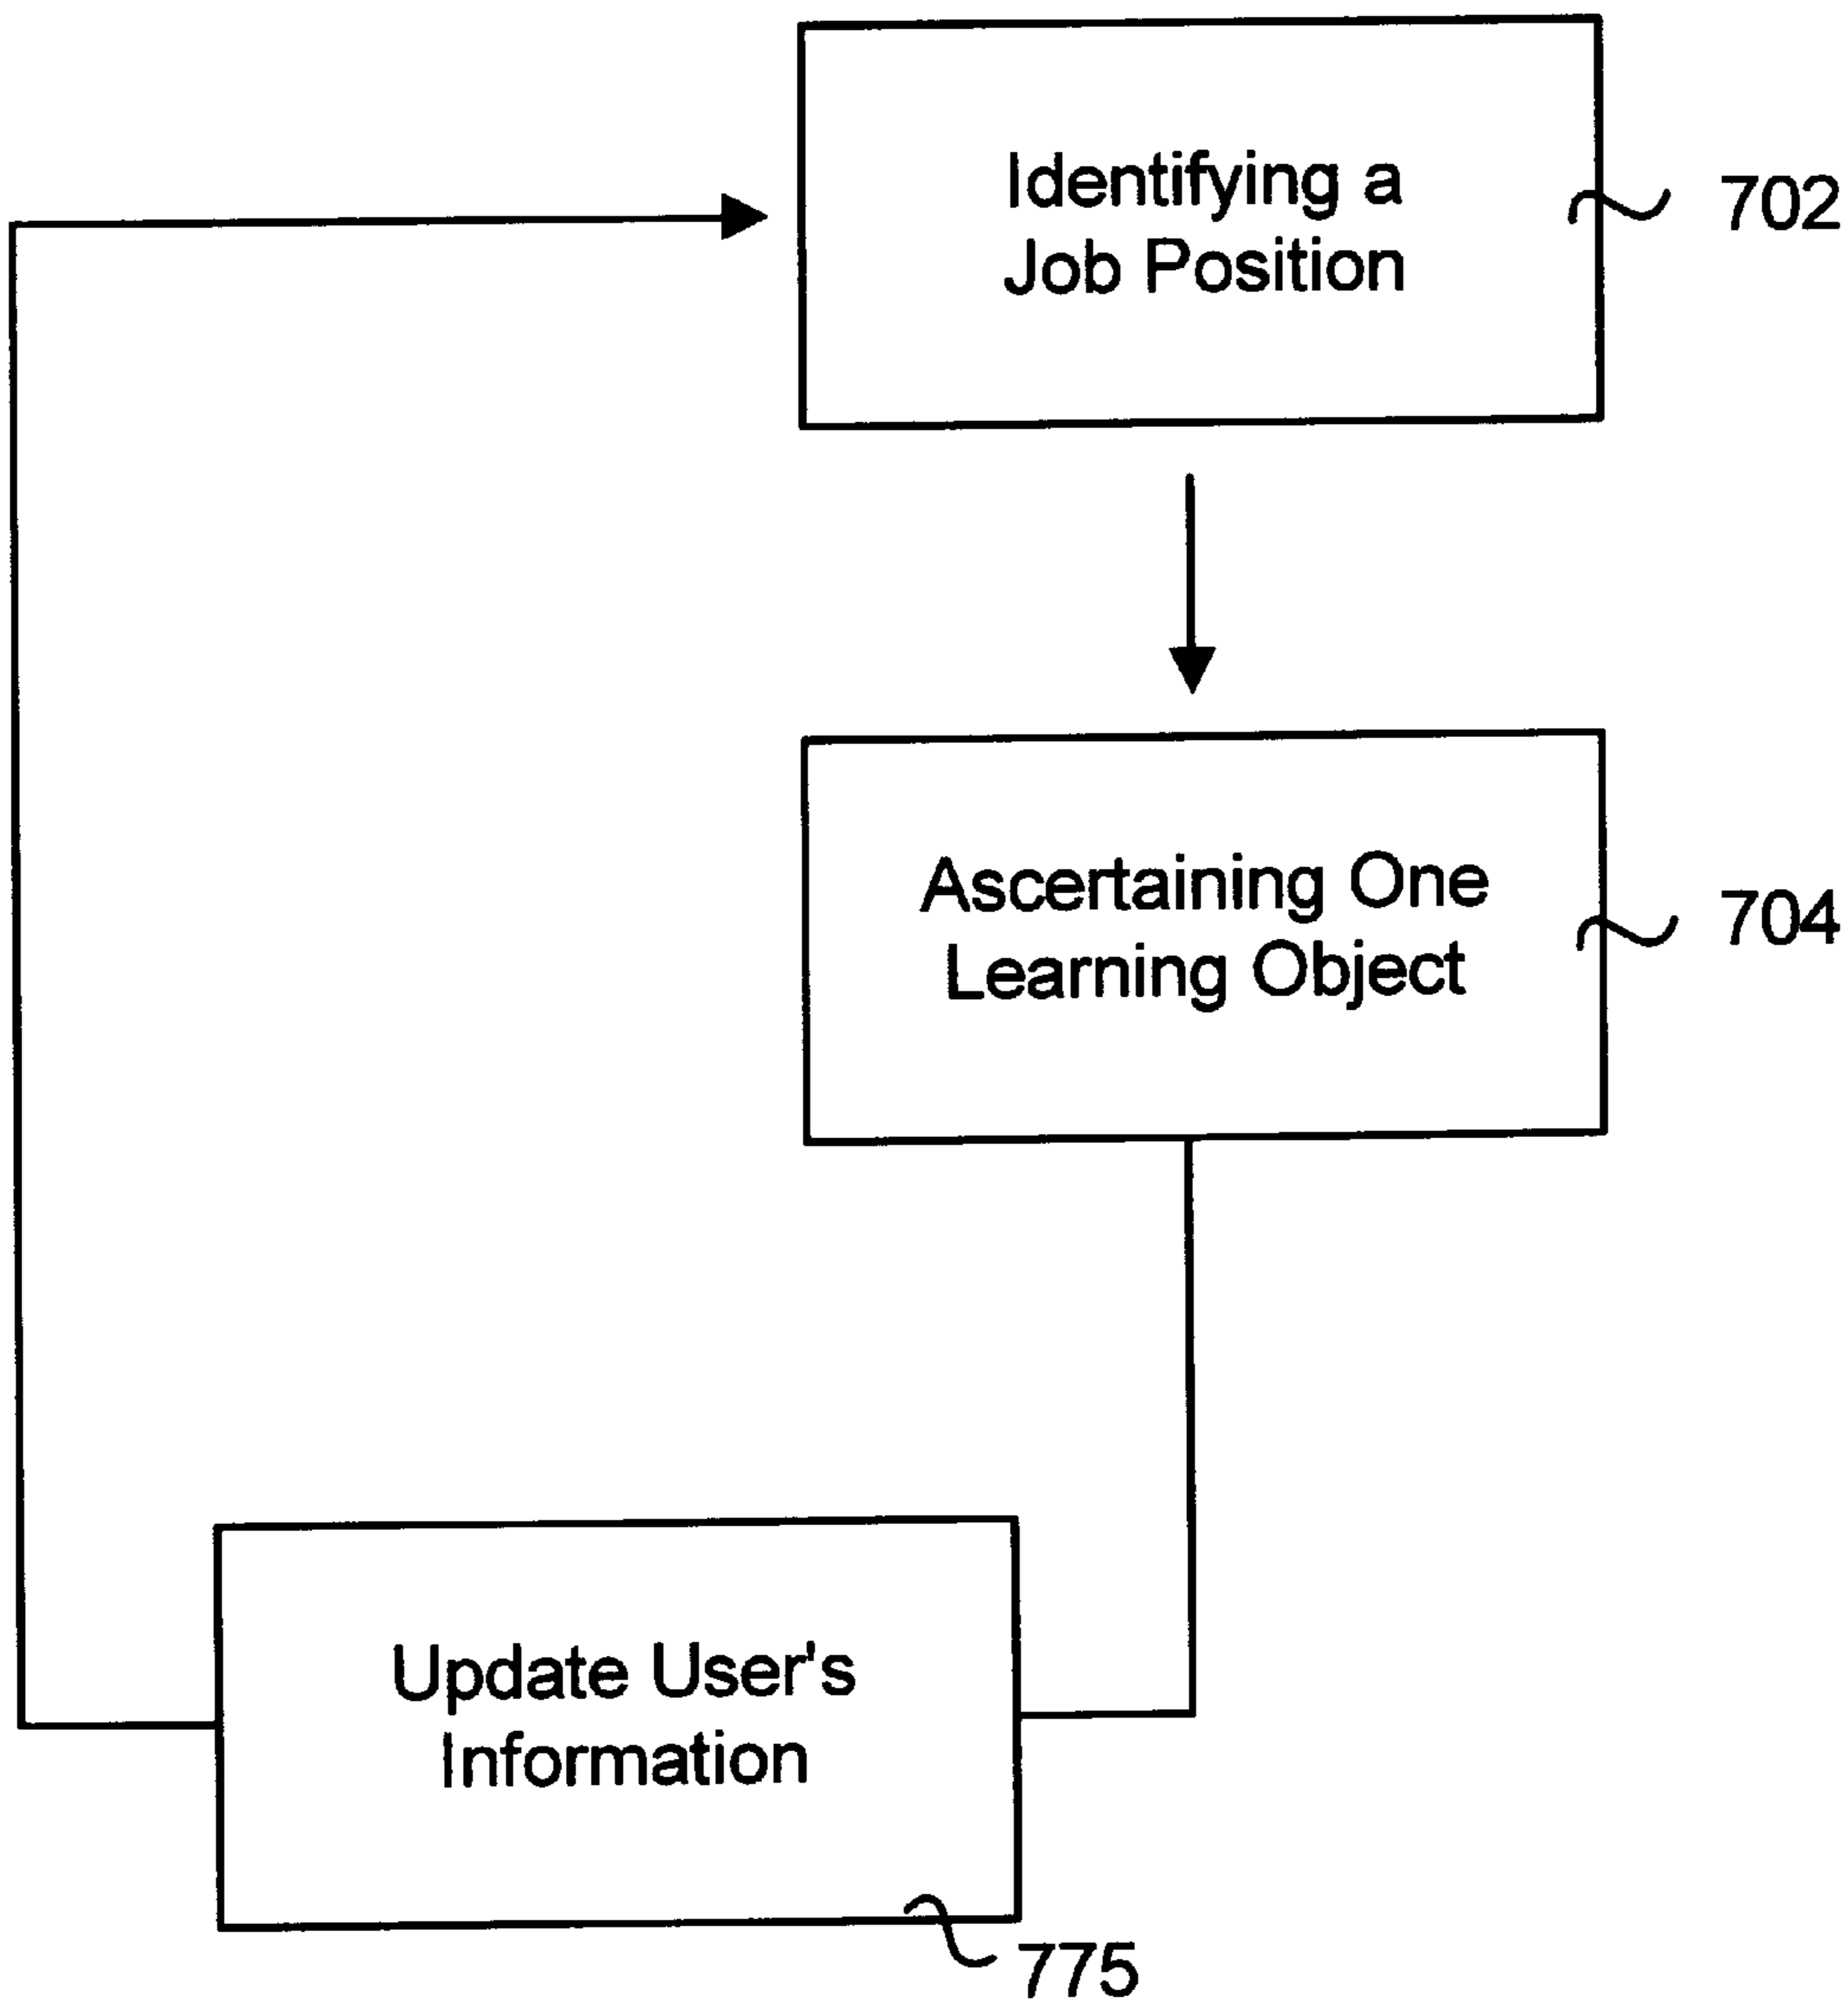 Identifying a
Job Position
702
Ascertaining One
Learning Object
704
Update User's
Information
775